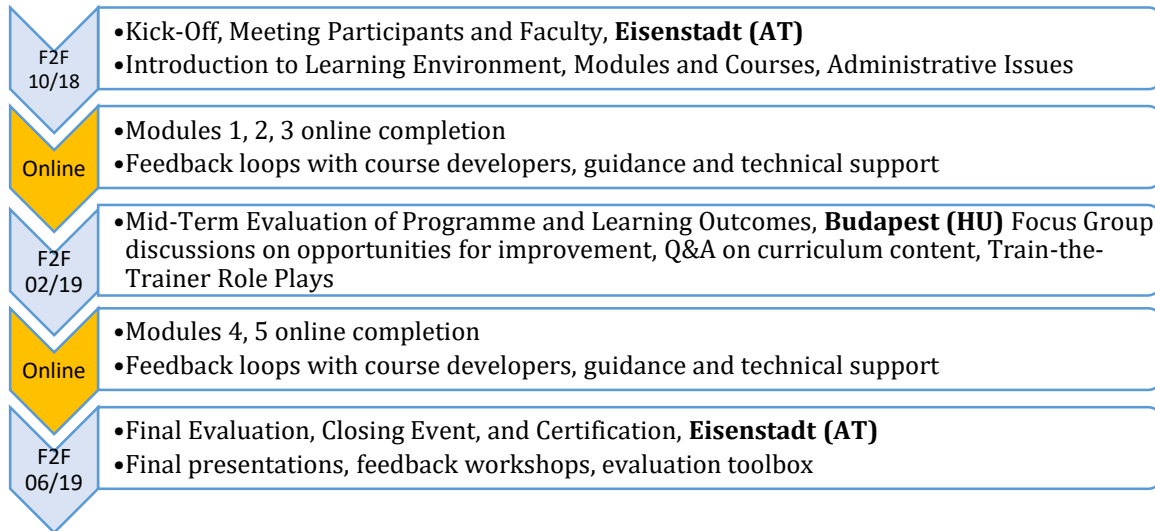 F2F
10/18
•Kick-Off, Meeting Participants and Faculty, Eisenstadt (AT)
•Introduction to Learning Environment, Modules and Courses, Administrative Issues
Online
•Modules 1, 2, 3 online completion
•Feedback loops with course developers, guidance and technical support
F2F
02/19
•Mid-Term Evaluation of Programme and Learning Outcomes, Budapest (HU) Focus Group
discussions on opportunities for improvement, Q&A on curriculum content, Train-the-
Trainer Role Plays
Online
•Modules 4, 5 online completion
•Feedback loops with course developers, guidance and technical support
F2F
06/19
•Final Evaluation, Closing Event, and Certification, Eisenstadt (AT)
•Final presentations, feedback workshops, evaluation toolbox